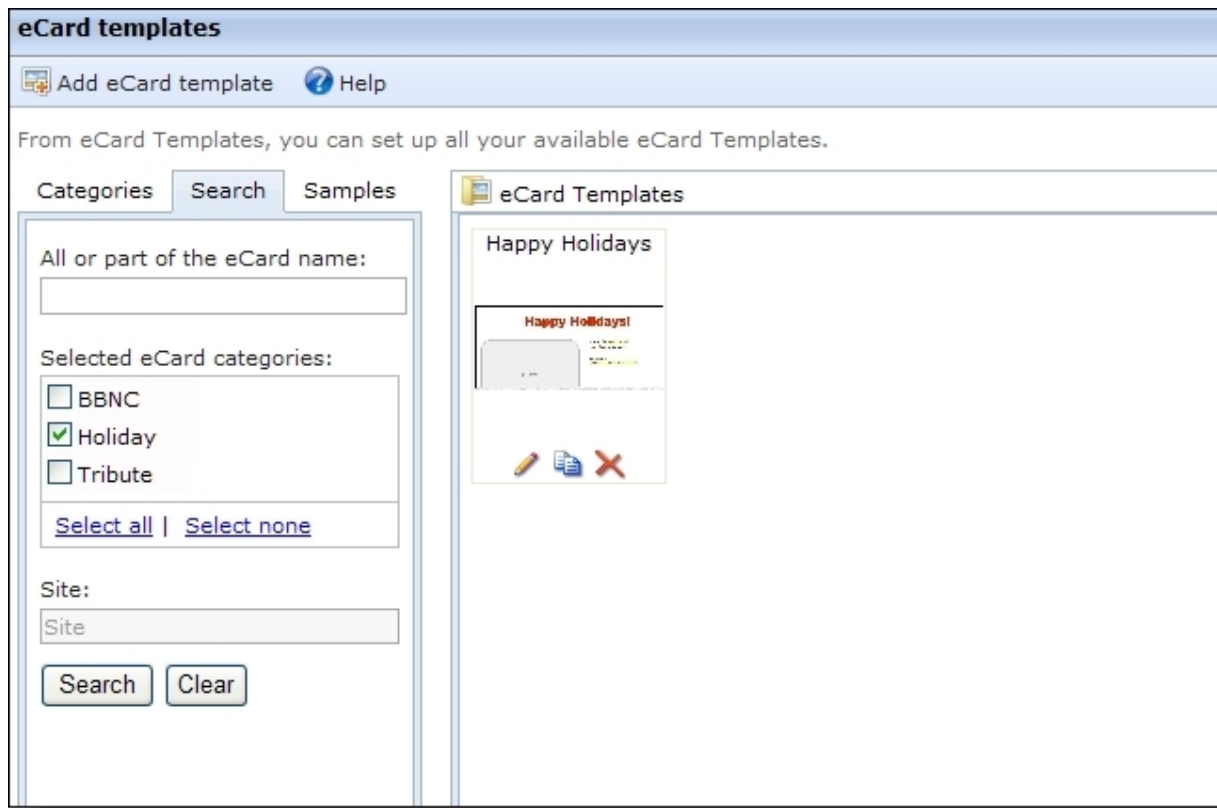 eCard templates
Add eCard template Help
From eCard Templates, you can set up all your available eCard Templates.
Categories Search Samples
All or part of the eCard name:
Selected eCard categories:
BBNC
Holiday
Tribute
Select all | Select none
Site:
Site
Search Clear
eCard Templates
Happy Holidays
Happy Holidays!